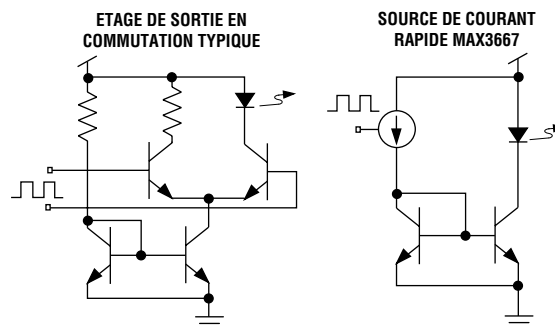 ETAGE DE SORTIE EN
COMMUTATION TYPIQUE
SOURCE DE COURANT
RAPIDE MAX3667